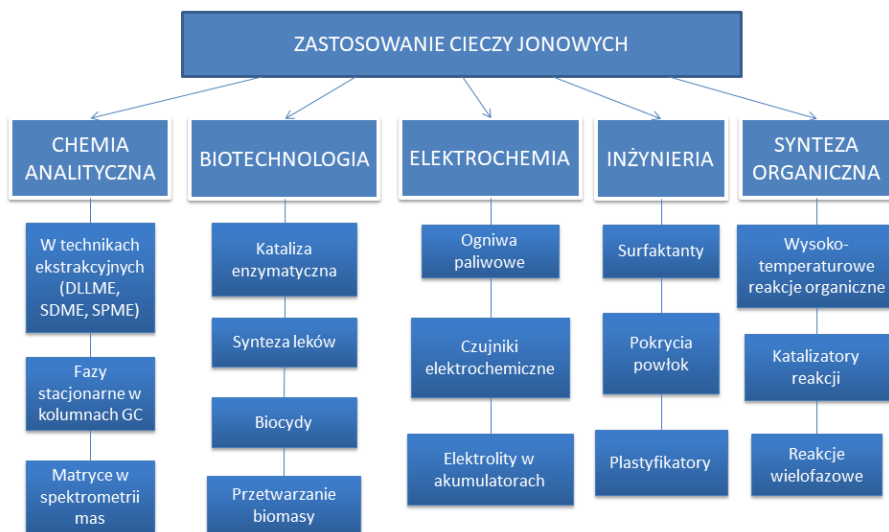 ZASTOSOWANIE CIECZY JONOWYCH
CHEMIA
ANALITYCZNA
W technikach
ekstrakcyjnych
(DLLME,
SDME, SPME)
Fazy
stacjonarne w
kolumnach GC
Matryce w
spektrometrii
mas
BIOTECHNOLOGIA
Kataliza
enzymatyczna
Synteza leków
Biocydy
Przetwarzanie
biomasy
ELEKTROCHEMIA
Ogniwa
paliwowe
Czujniki
elektrochemiczne
Elektrolity w
akumulatorach
INŻYNIERIA
Surfaktanty
Pokrycia
powłok
Plastyfikatory
SYNTEZA
ORGANICZNA
Wysoko-
temperaturowe
reakcje organiczne
Katalizatory
reakcji
Reakcje
wielofazowe